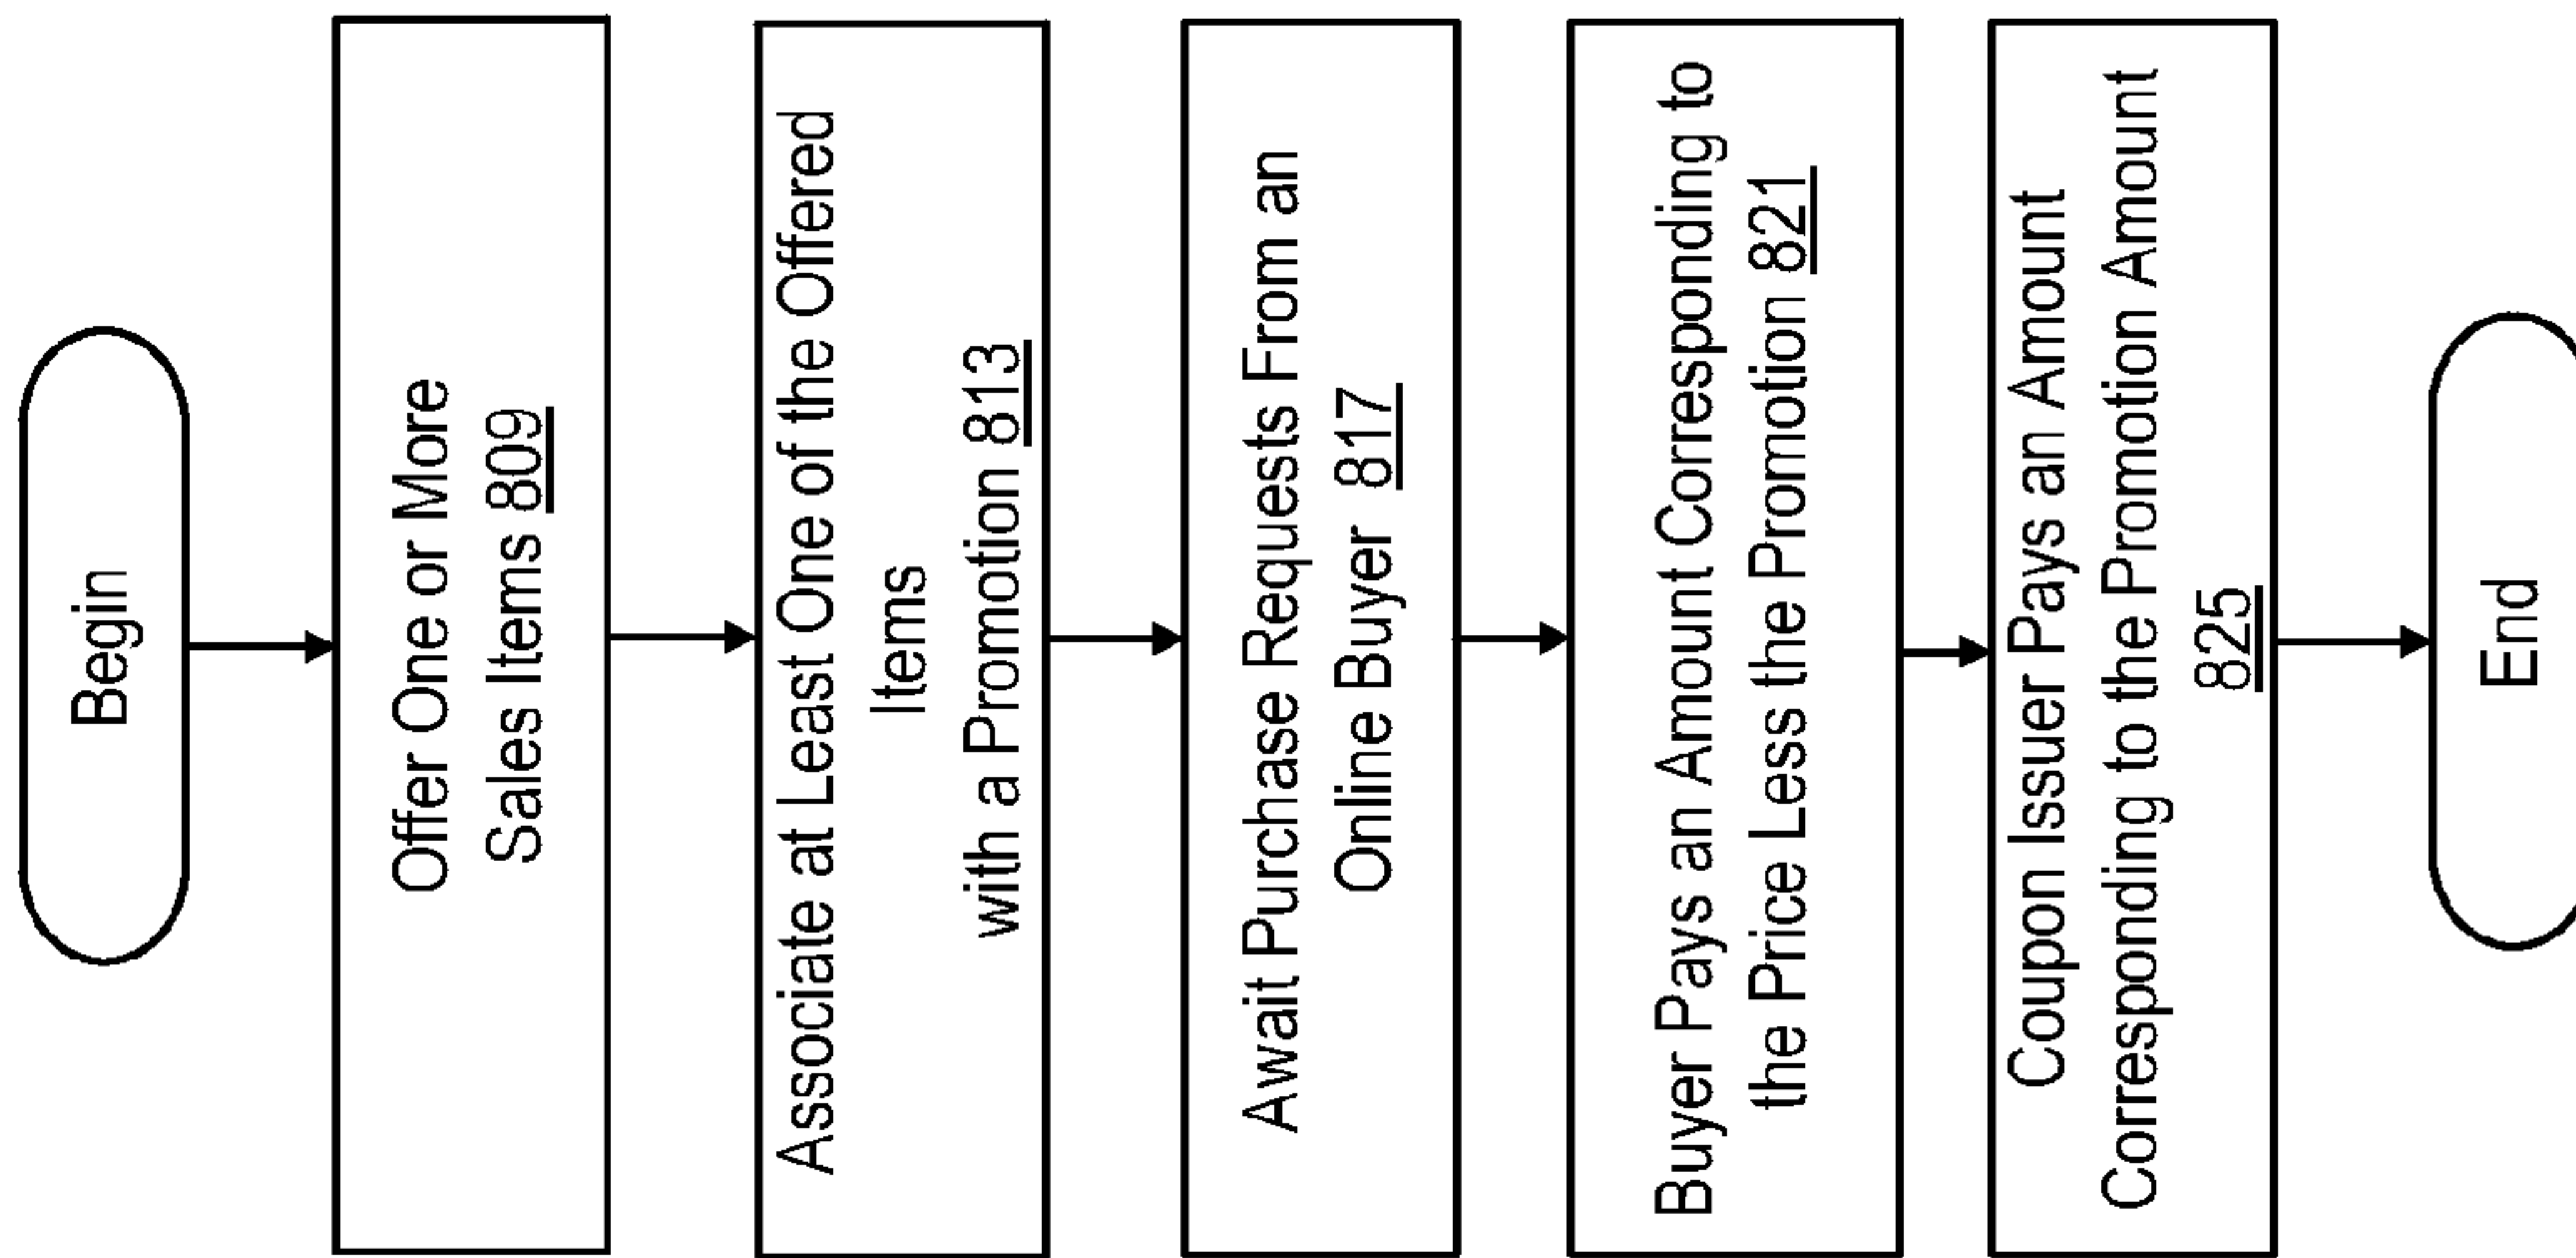 Begin
Offer One or More
Sales Items 809
Associate at Least One of the Offered
Items
with a Promotion 813
Await Purchase Requests From an
Online Buyer 817
Buyer Pays an Amount Corresponding to
the Price Less the Promotion 821
Coupon Issuer Pays an Amount
Corresponding to the Promotion Amount
825
End